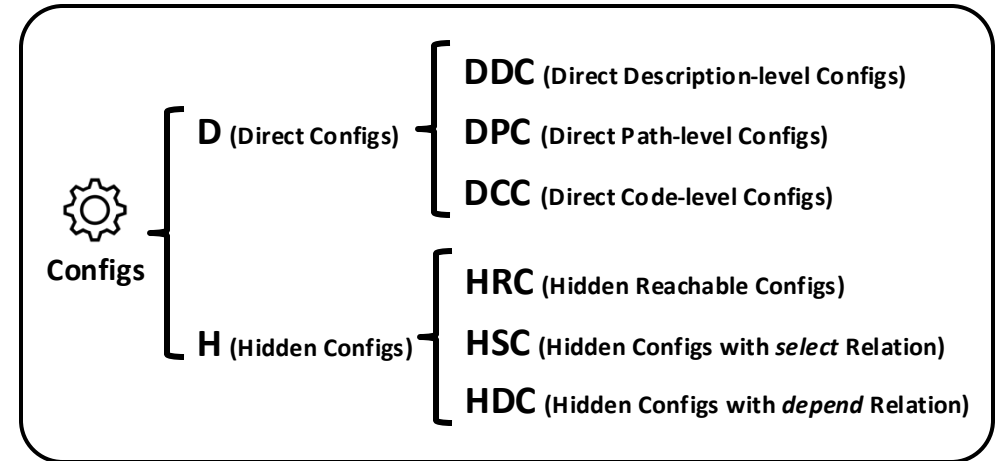 Configs
D (Direct Configs)
DDC (Direct Description-level Configs)
DPC (Direct Path-level Configs)
DCC (Direct Code-level Configs)
H (Hidden Configs)
HRC (Hidden Reachable Configs)
HSC (Hidden Configs with select Relation)
HDC (Hidden Configs with depend Relation)